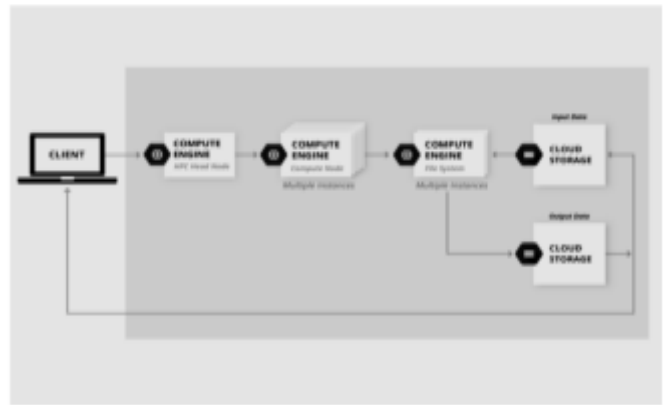 CLIENT
COMPUTE
ENGINE
HPC Head Node
COMPUTE
ENGINE
Compute Node
Multiple Instances
COMPUTE
ENGINE
File System
Multiple Instances
Input Data
CLOUD
STORAGE
Output Data
CLOUD
STORAGE